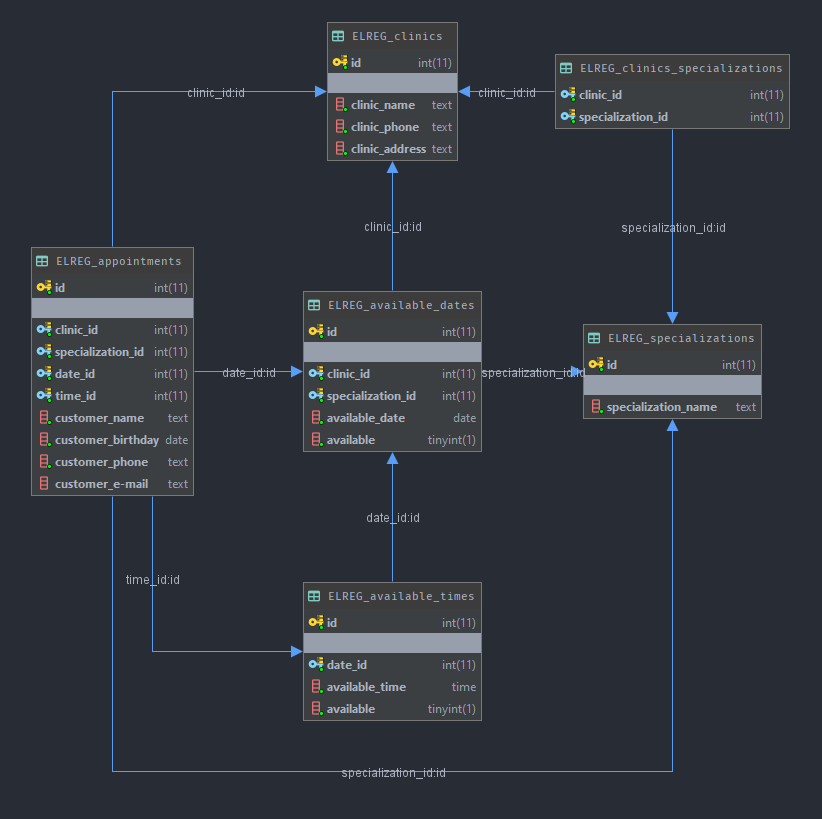 ELREG_clinics
id int(11)
clinic_name text
clinic_phone text
clinic_address text
ELREG_clinics_specializations
clinic_id int(11)
specialization_id int(11)
clinic_id:id
clinic_id:id
clinic_id:id
specialization_id:id
ELREG_appointments
id int(11)
clinic_id int(11)
specialization_id int(11)
date_id int(11)
time_id int(11)
customer_name text
customer_birthday date
customer_phone text
customer_e-mail text
date_id:id
ELREG_available_dates
id int(11)
clinic_id int(11)
specialization_id int(11)
available_date date
available tinyint(1)
specialization_id:id
ELREG_specializations
id int(11)
specialization_name text
date_id:id
time_id:id
ELREG_available_times
id int(11)
date_id int(11)
available_time time
available tinyint(1)
specialization_id:id